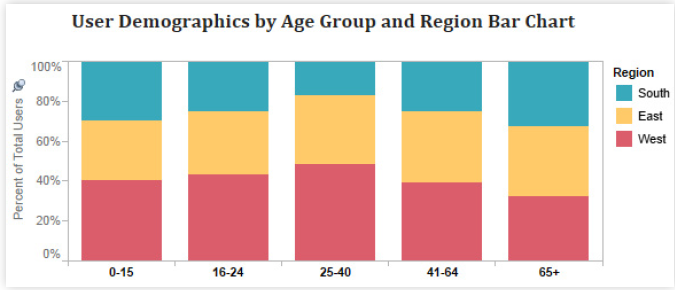 User Demographics by Age Group and Region Bar Chart
Percent of Total Users
100%
80%
60%
40%
20%
0%
0-15 16-24 25-40 41-64 65+
Region
South
East
West